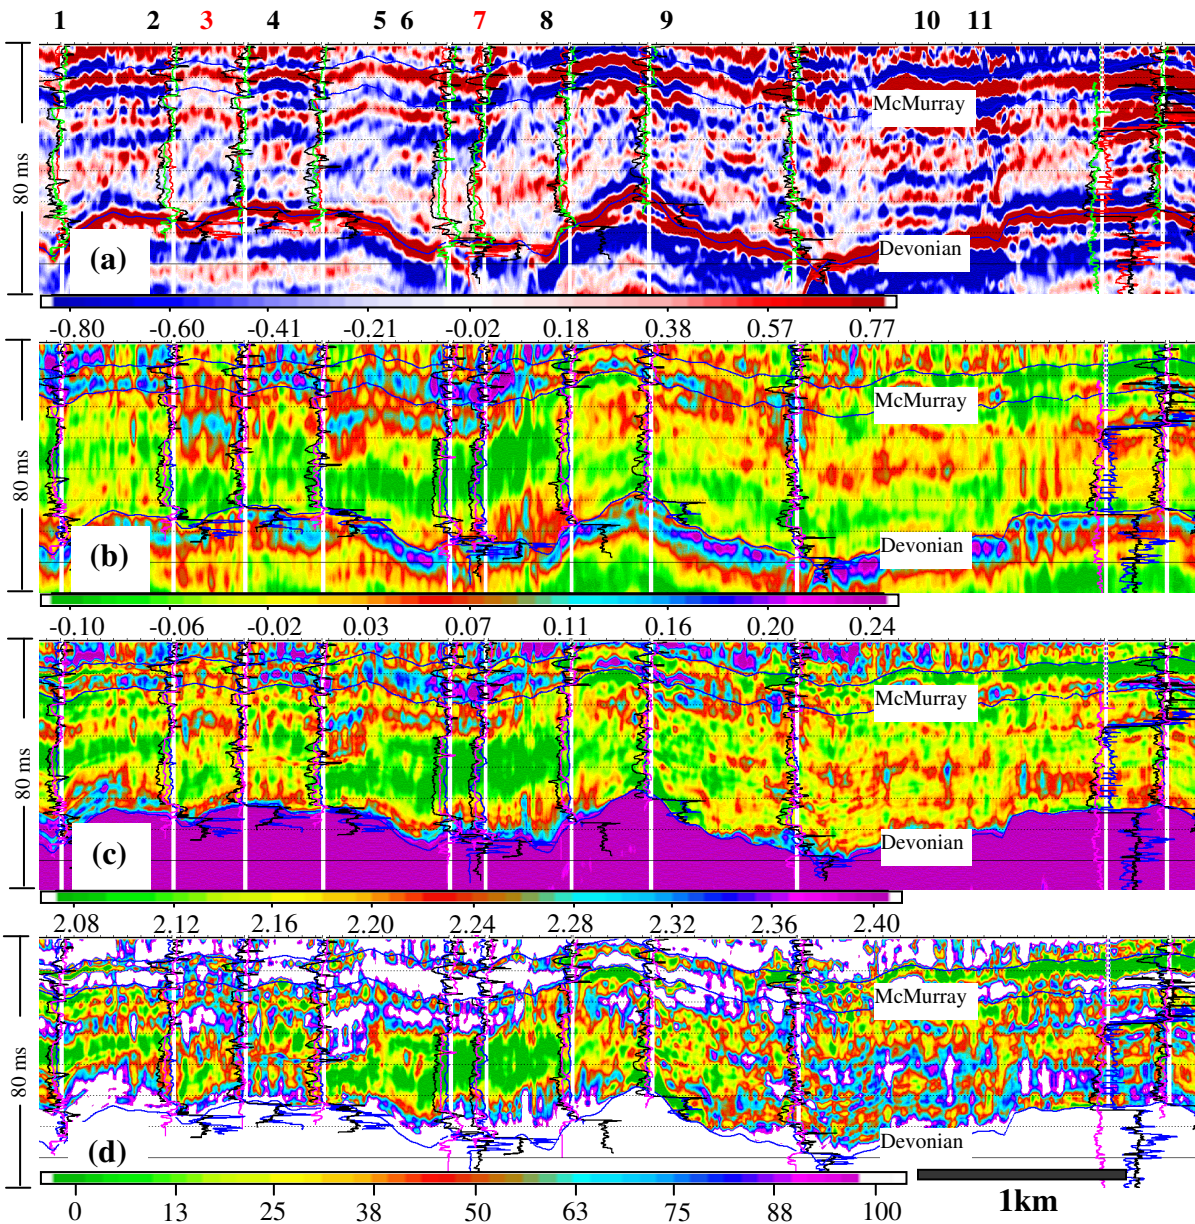 1 2 3 4 5 6 7 8 9 10 11
80 ms
McMurray
Devonian
(a)
-0.80 -0.60 -0.41 -0.21 -0.02 0.18 0.38 0.57 0.77
80 ms
McMurray
Devonian
(b)
-0.10 -0.06 -0.02 0.03 0.07 0.11 0.16 0.20 0.24
80 ms
McMurray
Devonian
(c)
2.08 2.12 2.16 2.20 2.24 2.28 2.32 2.36 2.40
80 ms
McMurray
Devonian
(d)
0 13 25 38 50 63 75 88 100
1km